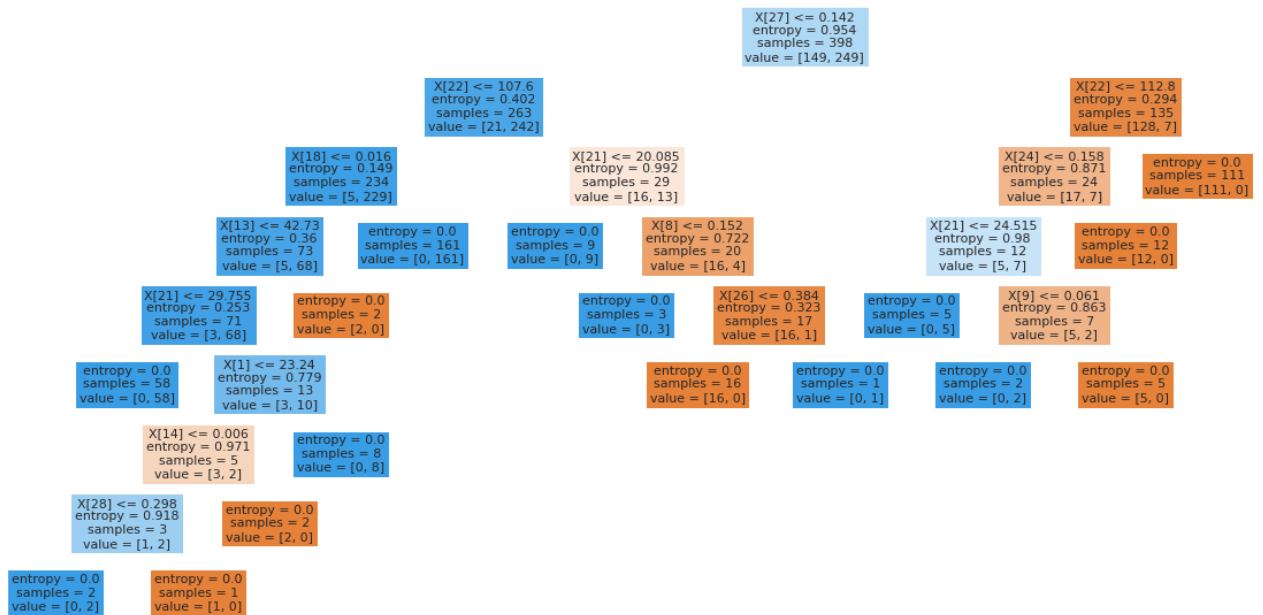 X[27] <= 0.142
entropy = 0.954
samples = 398
value = [149, 249]
X[22] <= 107.6
entropy = 0.402
samples = 263
value = [21, 242]
X[22] <= 112.8
entropy = 0.294
samples = 135
value = [128, 7]
X[18] <= 0.016
entropy = 0.149
samples = 234
value = [5, 229]
X[21] <= 20.085
entropy = 0.992
samples = 29
value = [16, 13]
X[24] <= 0.158
entropy = 0.871
samples = 24
value = [17, 7]
entropy = 0.0
samples = 111
value = [111, 0]
X[13] <= 42.73
entropy = 0.36
samples = 73
value = [5, 68]
entropy = 0.0
samples = 161
value = [0, 161]
entropy = 0.0
samples = 9
value = [0, 9]
X[8] <= 0.152
entropy = 0.722
samples = 20
value = [16, 4]
X[21] <= 24.515
entropy = 0.98
samples = 12
value = [5, 7]
entropy = 0.0
samples = 12
value = [12, 0]
X[21] <= 29.755
entropy = 0.253
samples = 71
value = [3, 68]
entropy = 0.0
samples = 2
value = [2, 0]
entropy = 0.0
samples = 3
value = [0, 3]
X[26] <= 0.384
entropy = 0.323
samples = 17
value = [16, 1]
entropy = 0.0
samples = 5
value = [0, 5]
X[9] <= 0.061
entropy = 0.863
samples = 7
value = [5, 2]
entropy = 0.0
samples = 58
value = [0, 58]
X[1] <= 23.24
entropy = 0.779
samples = 13
value = [3, 10]
entropy = 0.0
samples = 16
value = [16, 0]
entropy = 0.0
samples = 1
value = [0, 1]
entropy = 0.0
samples = 2
value = [0, 2]
entropy = 0.0
samples = 5
value = [5, 0]
X[14] <= 0.006
entropy = 0.971
samples = 5
value = [3, 2]
entropy = 0.0
samples = 8
value = [0, 8]
X[28] <= 0.298
entropy = 0.918
samples = 3
value = [1, 2]
entropy = 0.0
samples = 2
value = [2, 0]
entropy = 0.0
samples = 2
value = [0, 2]
entropy = 0.0
samples = 1
value = [1, 0]